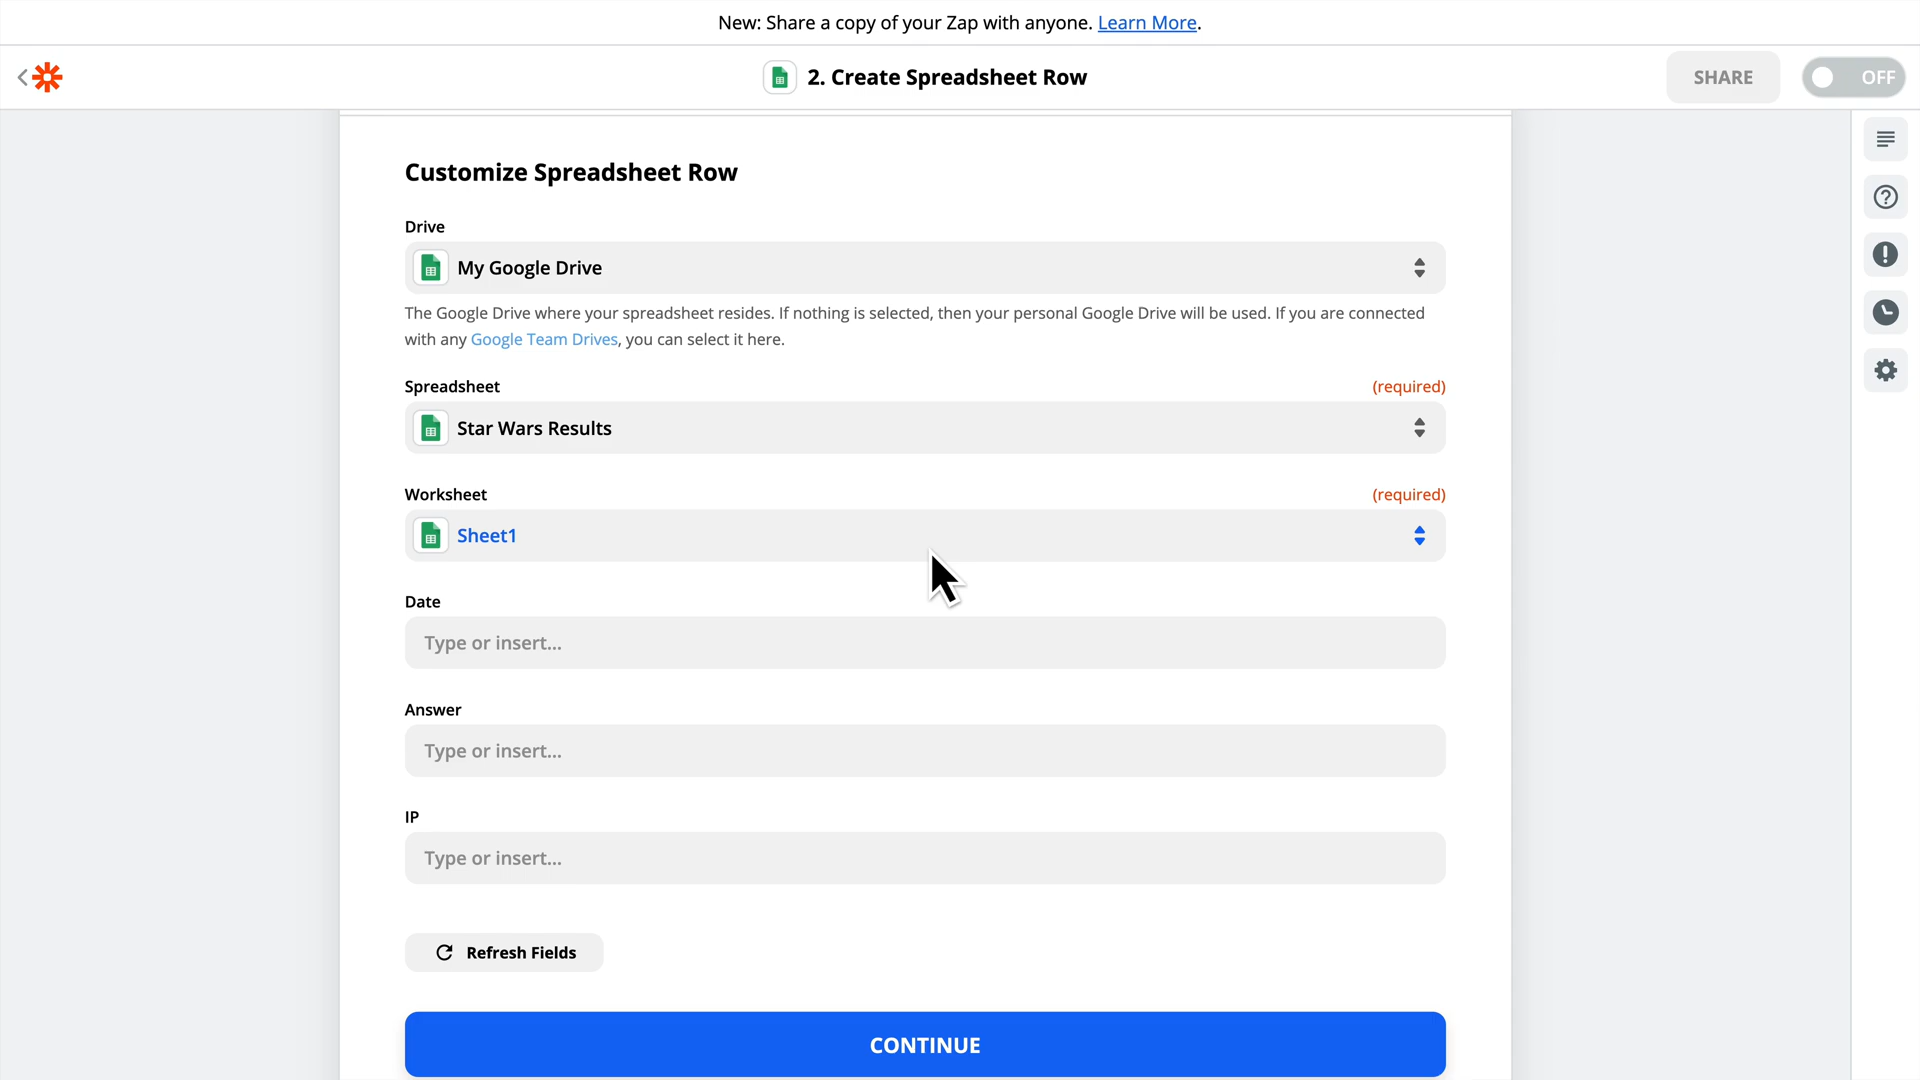 New: Share a copy of your Zap with anyone. Learn More.
2. Create Spreadsheet Row
SHARE
OFF
Customize Spreadsheet Row
Drive
My Google Drive
The Google Drive where your spreadsheet resides. If nothing is selected, then your personal Google Drive will be used. If you are connected
with any Google Team Drives, you can select it here.
Spreadsheet (required)
Star Wars Results
Worksheet (required)
Sheet1
Date
Type or insert...
Answer
Type or insert...
IP
Type or insert...
Refresh Fields
CONTINUE